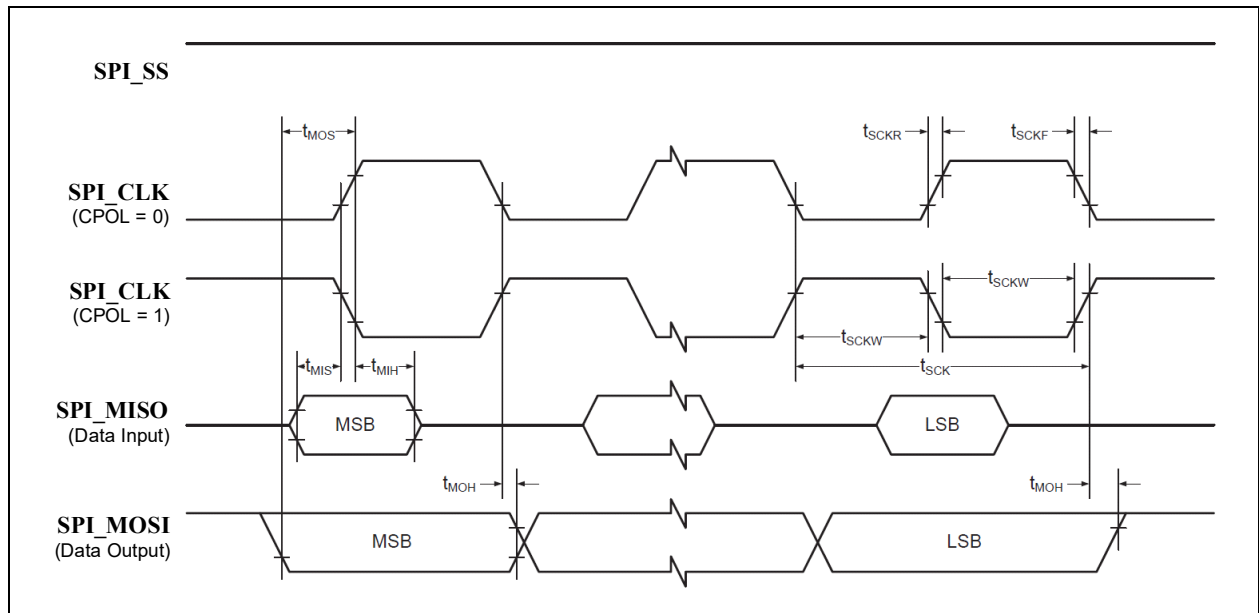 SPI_SS
tMOS
tSCKR
tSCKF
SPI_CLK
(CPOL = 0)
SPI_CLK
(CPOL = 1)
tSCKW
tSCKW
tMIS
tMIH
tSCK
SPI_MISO
(Data Input)
MSB
LSB
tMOH
tMOH
SPI_MOSI
(Data Output)
MSB
LSB